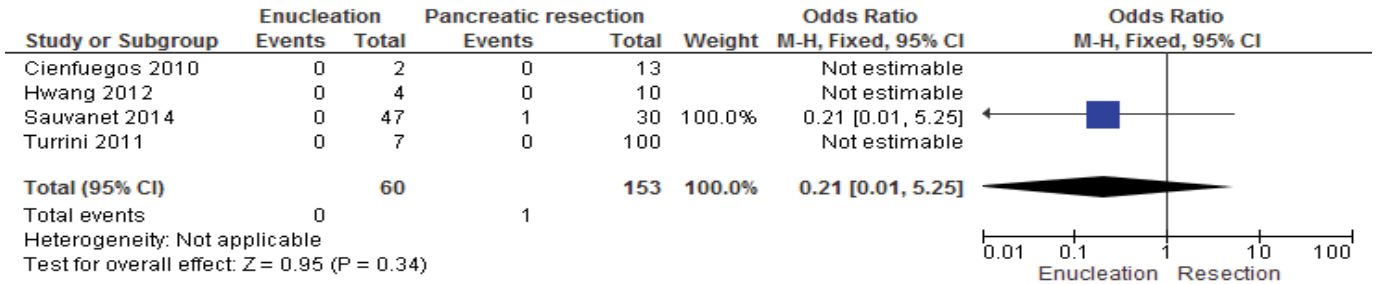 Enucleation Pancreatic resection Odds Ratio Odds Ratio
Study or Subgroup Events Total Events Total Weight M-H, Fixed, 95% CI M-H, Fixed, 95% CI
Cienfuegos 2010 0 2 0 13 Not estimable
Hwang 2012 0 4 0 10 Not estimable
Sauvanet 2014 0 47 1 30 100.0% 0.21 [0.01, 5.25]
Turrini 2011 0 7 0 100 Not estimable
Total (95% CI) 60 153 100.0% 0.21 [0.01, 5.25]
Total events 0 1
Heterogeneity: Not applicable
Test for overall effect: Z = 0.95 (P = 0.34)
0.01 0.1 1 10 100
Enucleation Resection